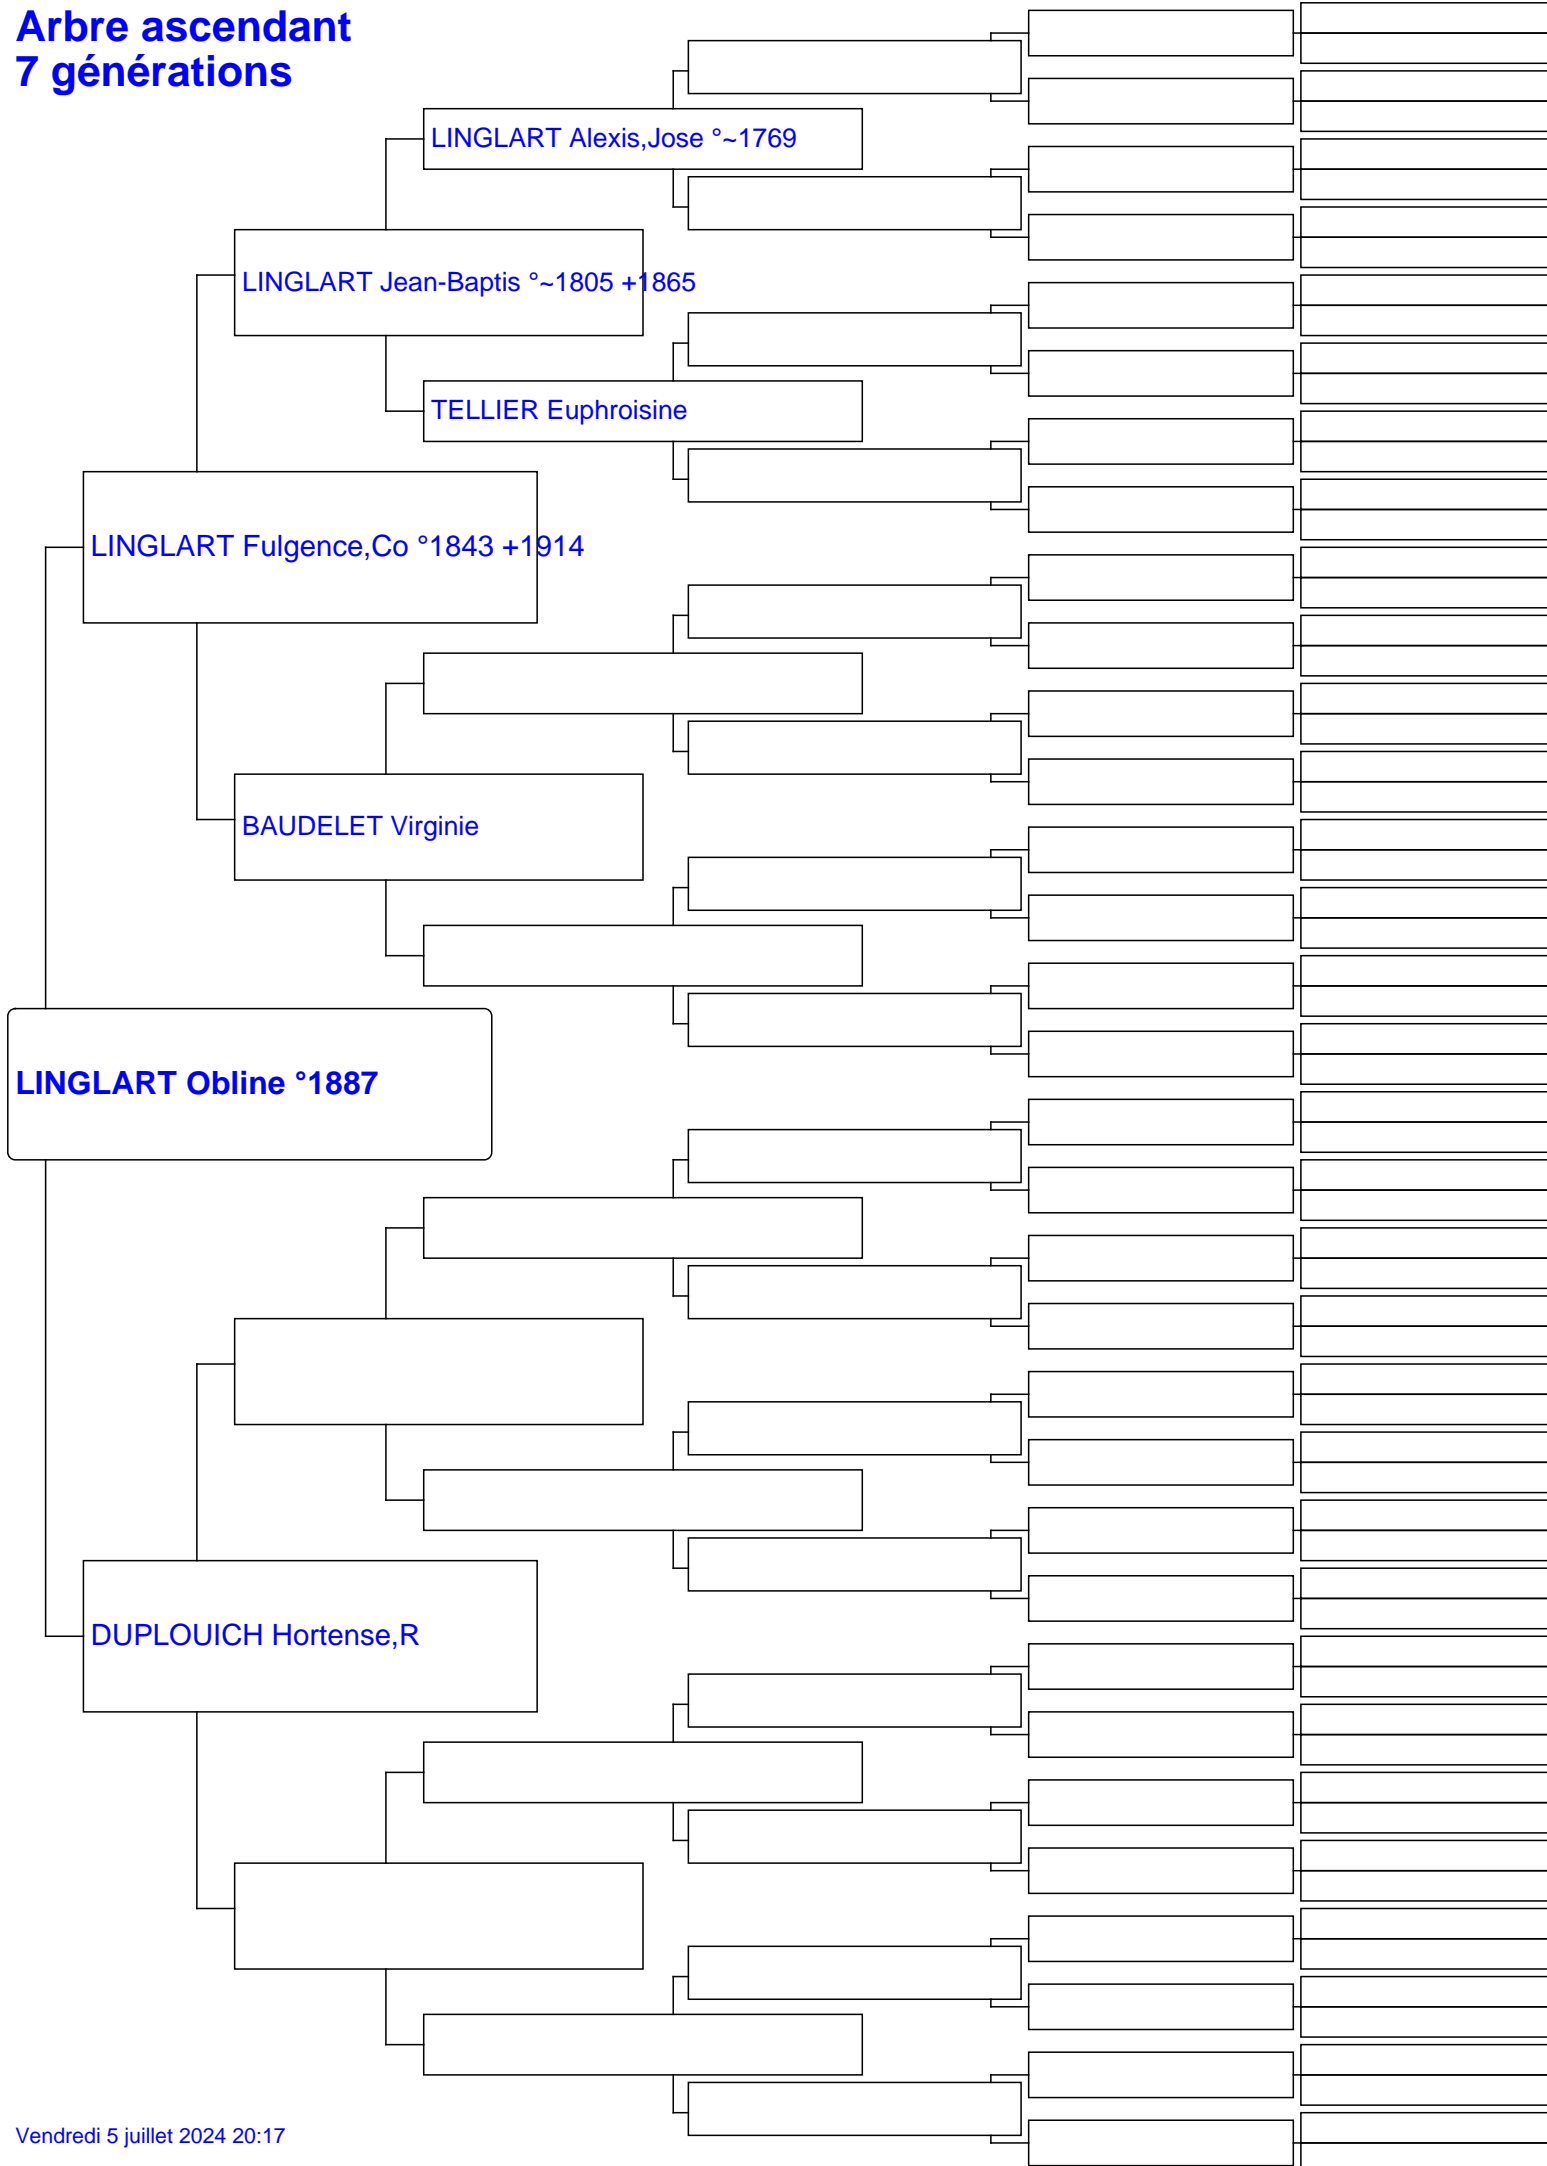 Arbre ascendant
7 générations
LINGLART Alexis,Jose °~1769
LINGLART Jean-Baptis °~1805 +1865
TELLIER Euphroisine
LINGLART Fulgence,Co °1843 +1914
BAUDELET Virginie
LINGLART Obline °1887
DUPLOUICH Hortense,R
Vendredi 5 juillet 2024 20:17